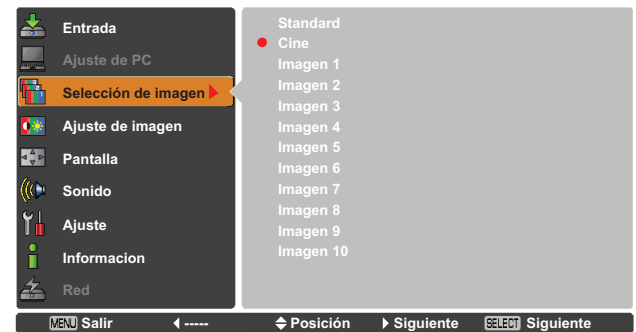 Entrada
Ajuste de PC
Selección de imagen
Ajuste de imagen
Pantalla
Sonido
Ajuste
Informacion
Red
Standard
Cine
Imagen 1
Imagen 2
Imagen 3
Imagen 4
Imagen 5
Imagen 6
Imagen 7
Imagen 8
Imagen 9
Imagen 10
MENU Salir ----- Posición Siguiente SELECT Siguiente